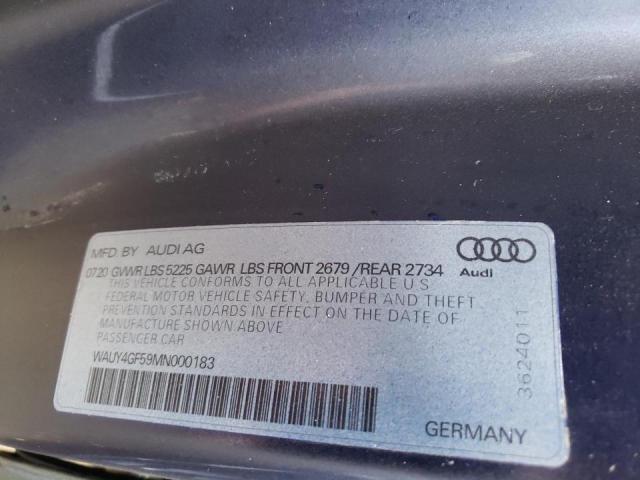 MFD. BY AUDI AG
07 20 GVWR LBS 5225 GAWR LBS FRONT 2679 /REAR 2734
Audi
THIS VEHICLE CONFORMS TO ALL APPLICABLE U.S
FEDERAL MOTOR VEHICLE SAFETY, BUMPER AND THEFT
PREVENTION STANDARDS IN EFFECT ON THE DATE OF
MANUFACTURE SHOWN ABOVE
PASSENGER CAR
WAUY4GF59MN000183
3624011
GERMANY